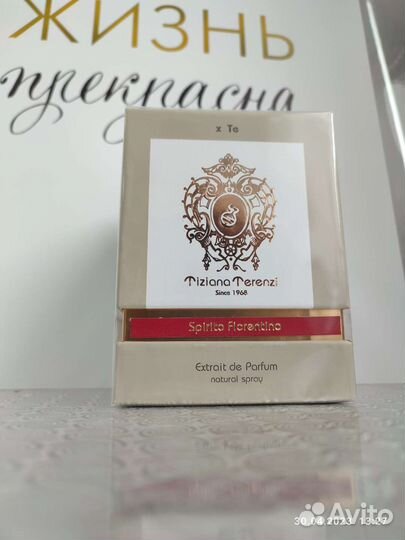 ЖИЗНЬ
прекрасна
x Te
Tiziana Terenzi
Since 1968
Spirito Fiorentino
Extrait de Parfum
natural spray
Avito
30.04.2023 13:27